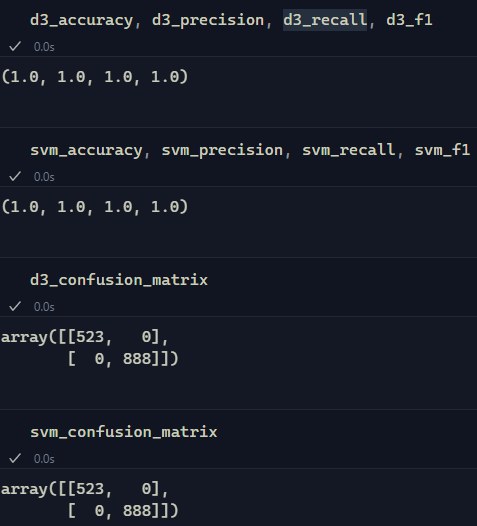 d3_accuracy, d3_precision, d3_recall, d3_f1
0.0s
(1.0, 1.0, 1.0, 1.0)
svm_accuracy, svm_precision, svm_recall, svm_f1
0.0s
(1.0, 1.0, 1.0, 1.0)
d3_confusion_matrix
0.0s
array([[523,   0],
       [  0, 888]])
svm_confusion_matrix
0.0s
array([[523,   0],
       [  0, 888]])